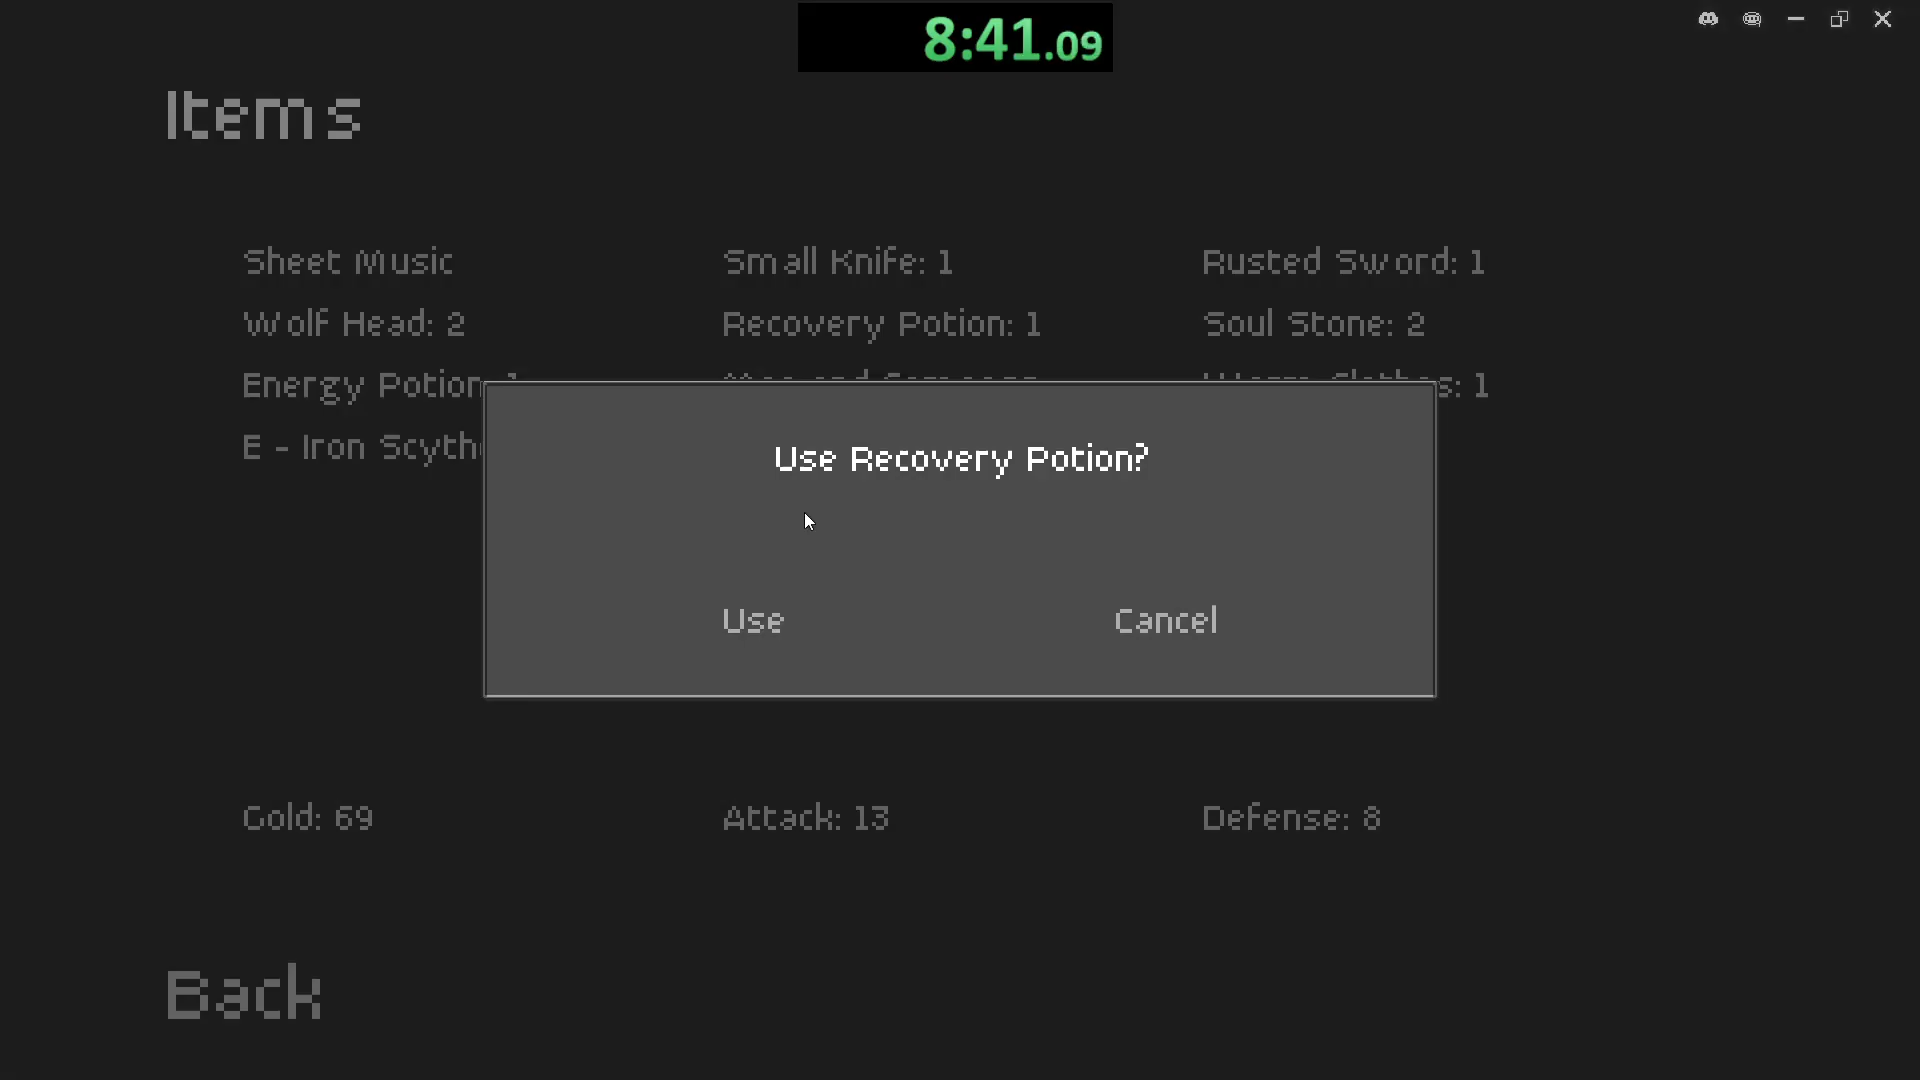 8:41.09
Items
Sheet Music Small Knife: 1 Rusted Sword: 1
Wolf Head: 2 Recovery Potion: 1 Soul Stone: 2
Energy Potion s: 1
E - Iron
Use Recovery Potion?
Use Cancel
Gold: 69 Attack: 13 Defense: 8
Back